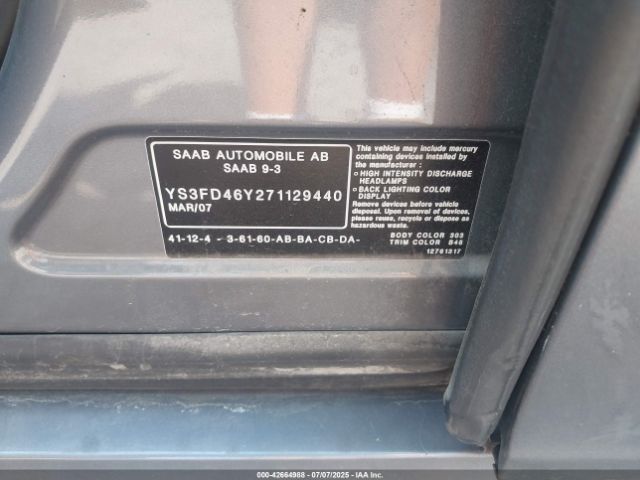 SAAB AUTOMOBILE AB
SAAB 9-3
YS3FD46Y271129440
MAR/07
41-12-4 - 3-61-60-AB-BA-CB-DA-
This vehicle may include mercury
containing devices installed by
the manufacturer :
o HIGH INTENSITY DISCHARGE
HEADLAMPS
o BACK LIGHTING COLOR
DISPLAY
Remove devices before vehicle
disposal. Upon removal of devices
please reuse, recycle or dispose as
hazardous waste.
BODY COLOR 303
TRIM COLOR B46
12761317
000-42664988 - 07/07/2025 - IAA Inc.